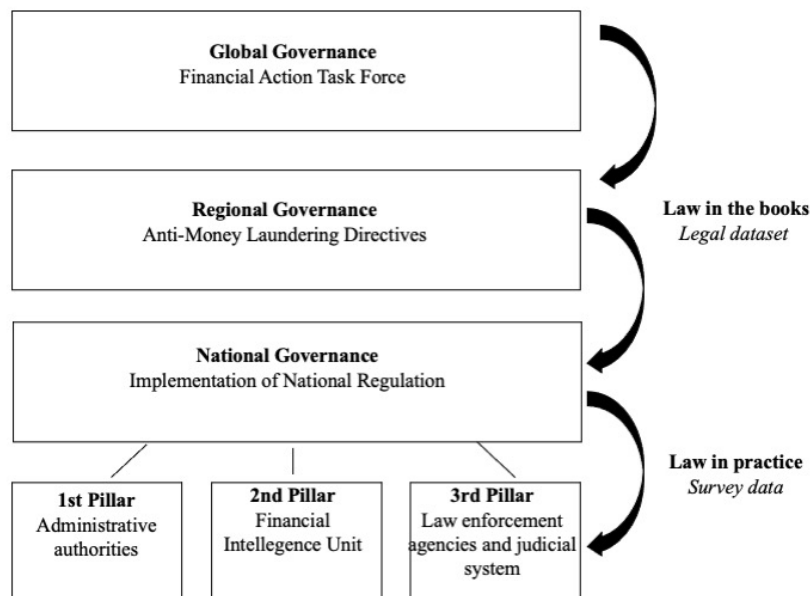 Global Governance
Financial Action Task Force
Regional Governance
Anti-Money Laundering Directives
Law in the books
Legal dataset
National Governance
Implementation of National Regulation
Law in practice
Survey data
1st Pillar
Administrative
authorities
2nd Pillar
Financial
Intellegence Unit
3rd Pillar
Law enforcement
agencies and judicial
system